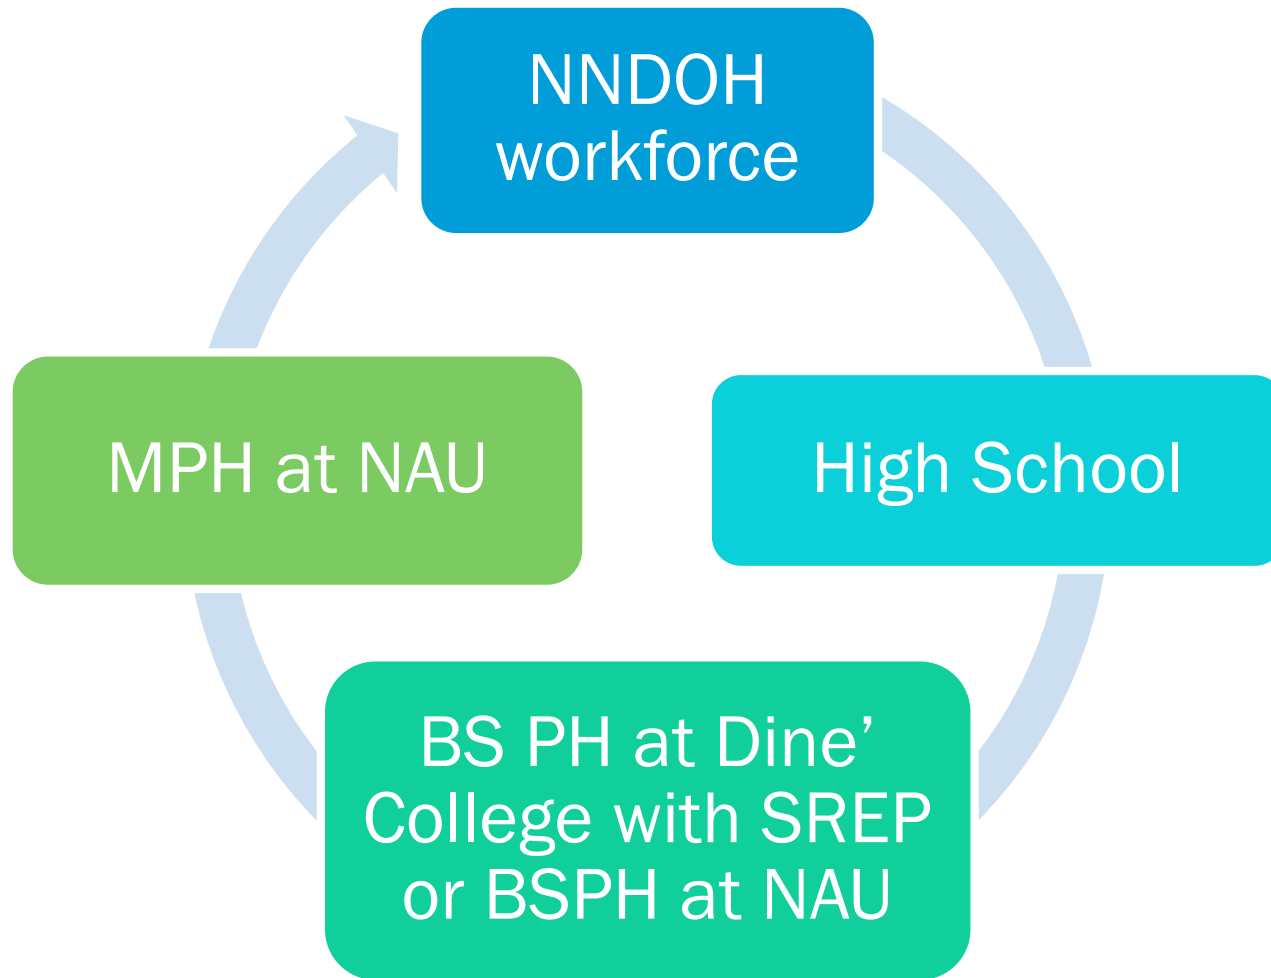 NNDOH
workforce
High School
BS PH at Dine’
College with SREP
or BSPH at NAU
MPH at NAU